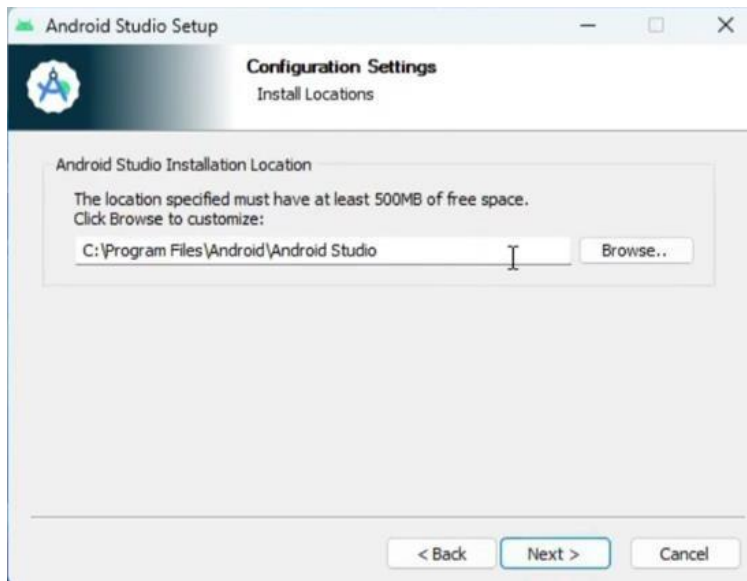 Android Studio Setup
Configuration Settings
Install Locations
Android Studio Installation Location
The location specified must have at least 500MB of free space.
Click Browse to customize:
C:\Program Files\Android\Android Studio
Browse..
< Back
Next >
Cancel